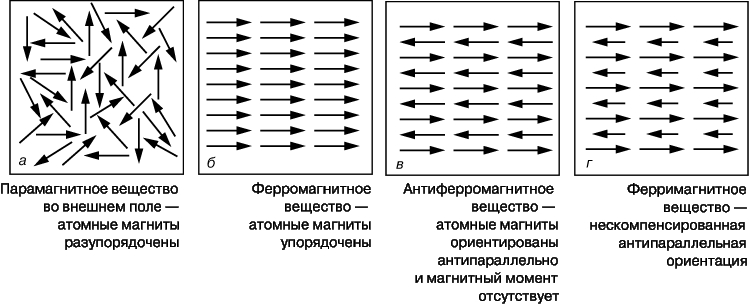 а
б
в
г
Парамагнитное вещество
во внешнем поле —
атомные магниты
разупорядочены
Ферромагнитное
вещество —
атомные магниты
упорядочены
Антиферромагнитное
вещество —
атомные магниты
ориентированы
антипараллельно
и магнитный момент
отсутствует
Ферримагнитное
вещество —
нескомпенсированная
антипараллельная
ориентация